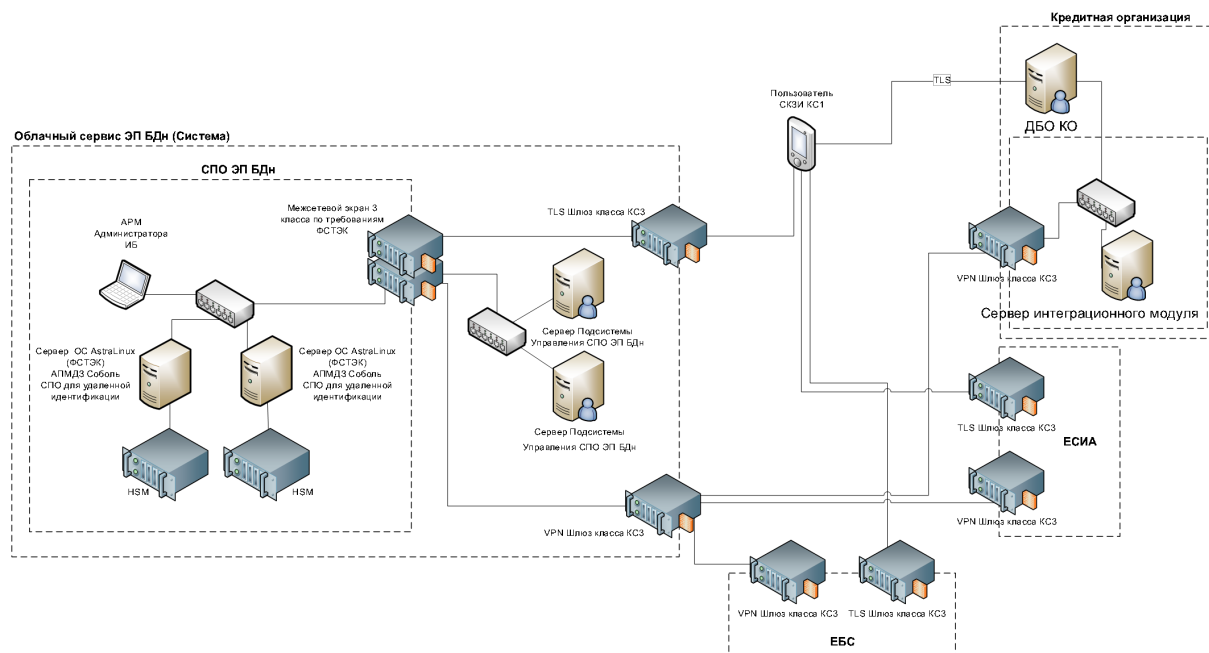 Кредитная организация
TLS
Пользователь
СКЗИ КС1
ДБО КО
Облачный сервис ЭП БДн (Система)
СПО ЭП БДн
Межсетевой экран 3
класса по требованиям
ФСТЭК
TLS Шлюз класса КС3
АРМ
Администратора
ИБ
VPN Шлюз класса КС3
Сервер интеграционного модуля
Сервер Подсистемы
Управления СПО ЭП БДн
Сервер ОС AstraLinux
(ФСТЭК)
АПМДЗ Соболь
СПО для удаленной
идентификации
Сервер ОС AstraLinux
(ФСТЭК)
АПМДЗ Соболь
СПО для удаленной
идентификации
Сервер Подсистемы
Управления СПО ЭП БДн
TLS Шлюз класса КС3
ЕСИА
HSM
HSM
VPN Шлюз класса КС3
VPN Шлюз класса КС3
VPN Шлюз класса КС3
TLS Шлюз класса КС3
ЕБС